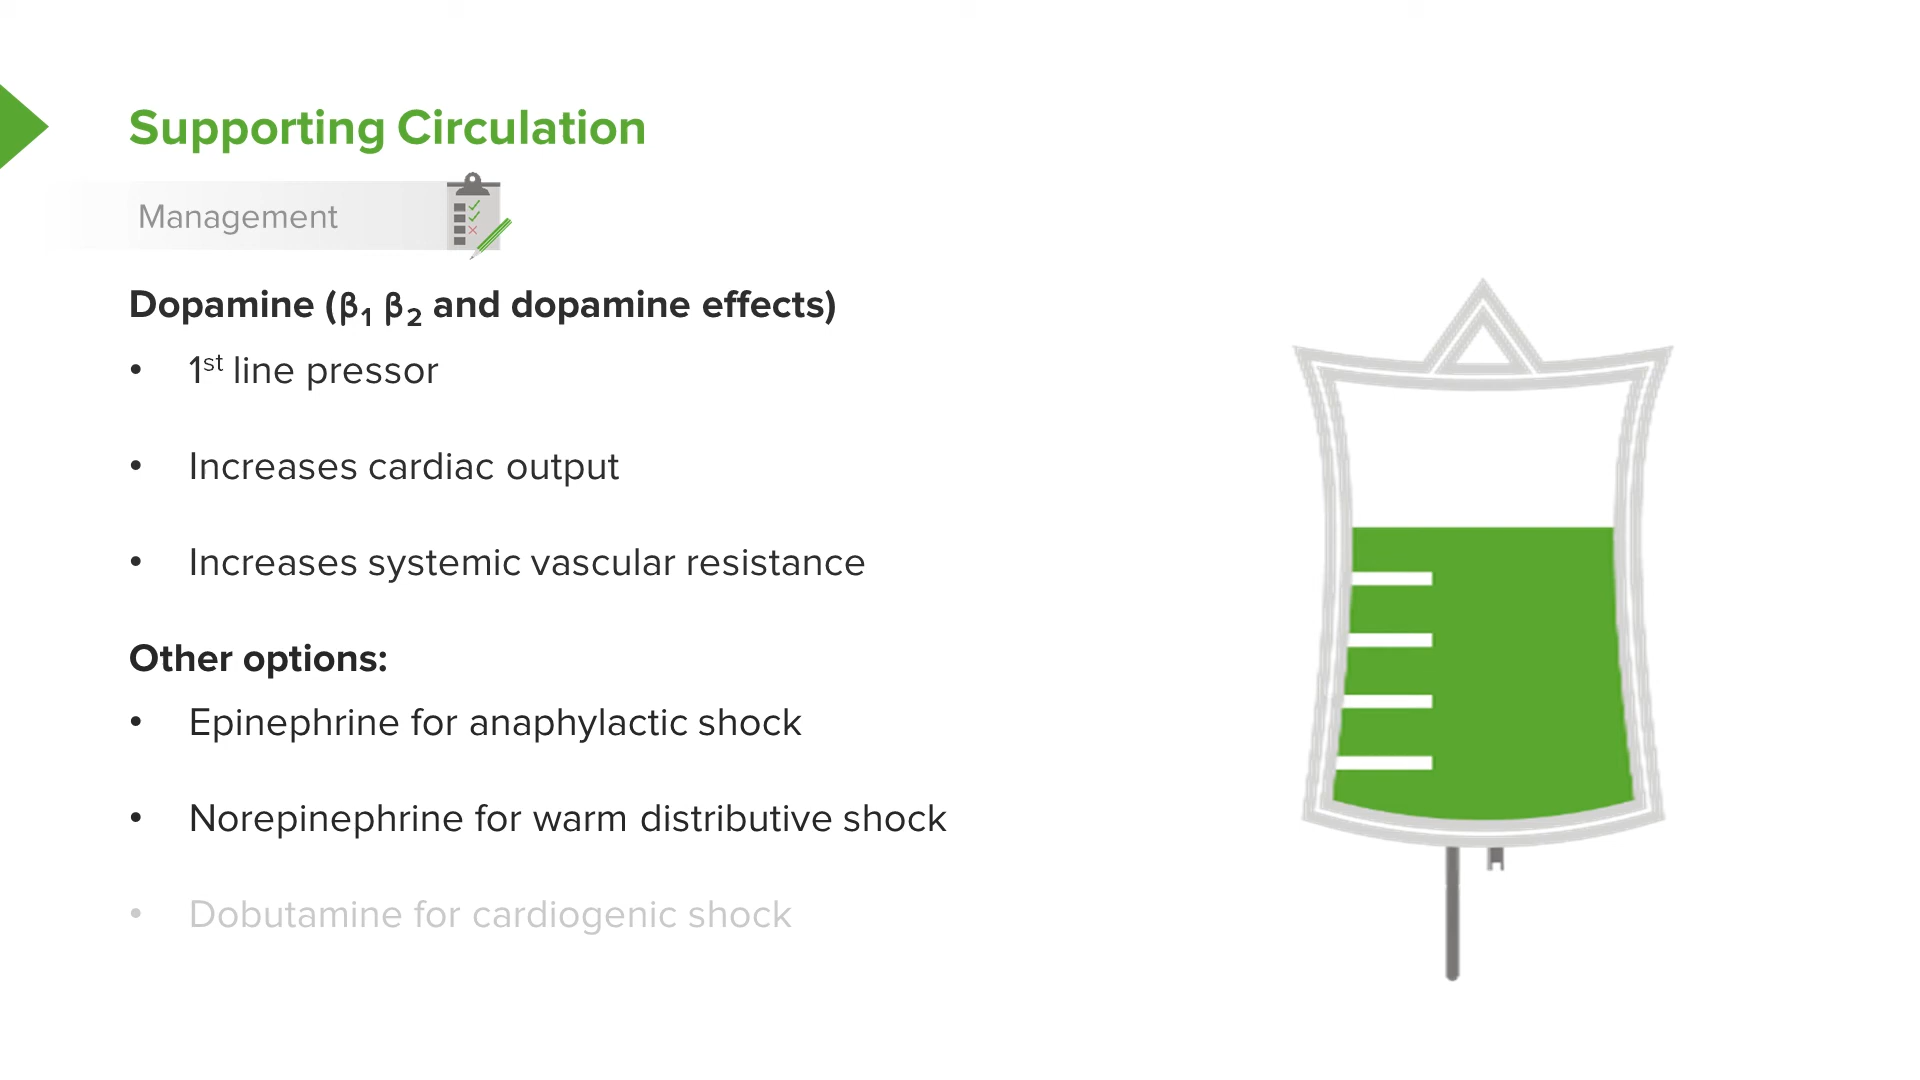 Supporting Circulation
Management
Dopamine (β₁ β₂ and dopamine effects)
• 1ˢᵗ line pressor
• Increases cardiac output
• Increases systemic vascular resistance
Other options:
• Epinephrine for anaphylactic shock
• Norepinephrine for warm distributive shock
• Dobutamine for cardiogenic shock